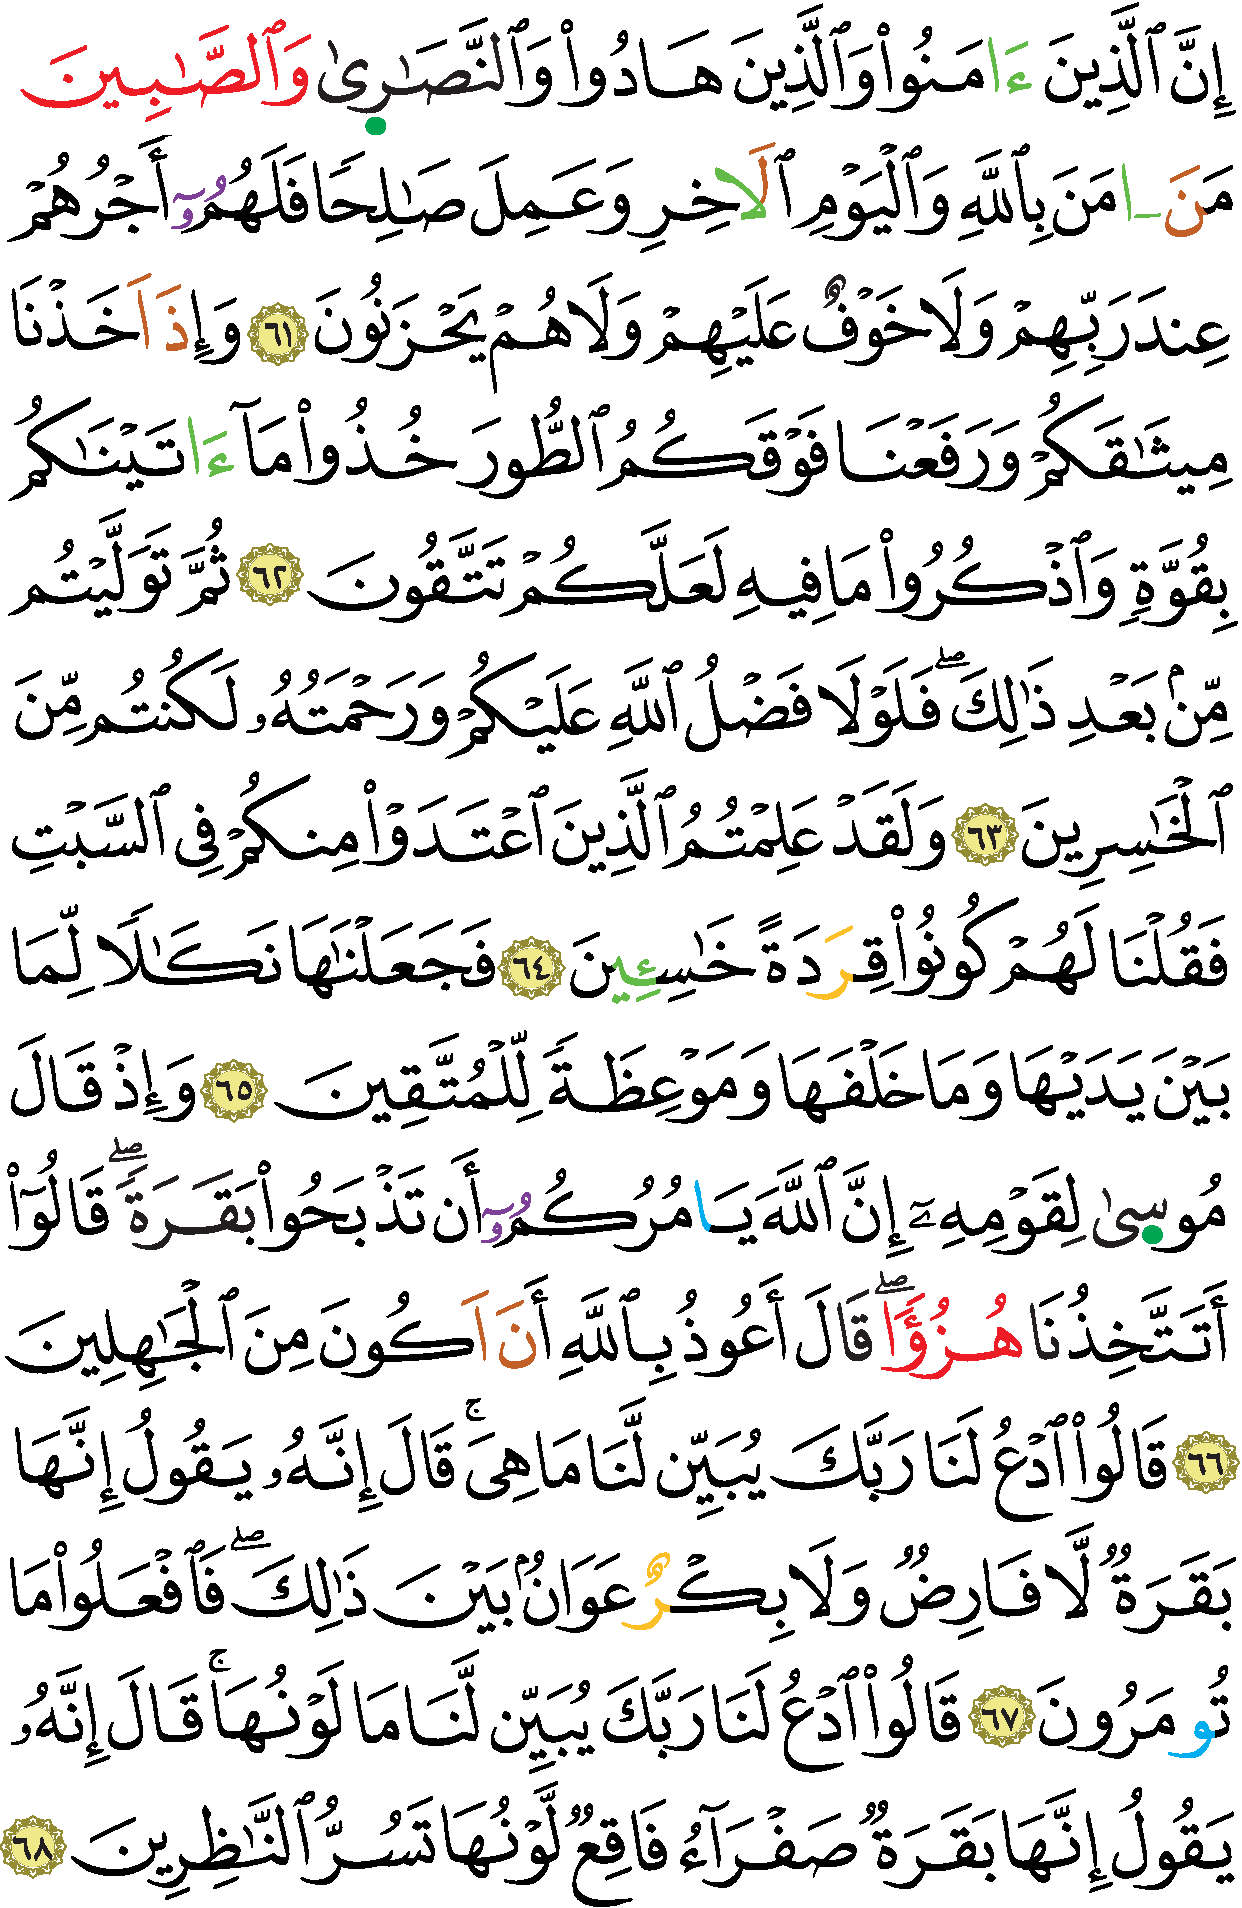 إِنَّ ٱلَّذِينَ ءَامَنُواْ وَٱلَّذِينَ هَادُواْ وَٱلنَّصَٰرِىٰ وَٱلصَّٰبِينَ
مَنَ ا۬مَنَ بِٱللَّهِ وَٱلْيَوْمِ ٱلَاخِرِ وَعَمِلَ صَٰلِحًا فَلَهُمُۥٓ أَجْرُهُمْ
عِندَ رَبِّهِمْ وَلَا خَوْفٌ عَلَيْهِمْ وَلَا هُمْ يَحْزَنُونَ ٦١ وَإِذَ اَخَذْنَا
مِيثَٰقَكُمْ وَرَفَعْنَا فَوْقَكُمُ ٱلطُّورَ خُذُواْ مَآ ءَاتَيْنَٰكُم
بِقُوَّةٍ وَٱذْكُرُواْ مَا فِيهِ لَعَلَّكُمْ تَتَّقُونَ ٦٢ ثُمَّ تَوَلَّيْتُم
مِّنۢ بَعْدِ ذَٰلِكَۖ فَلَوْلَا فَضْلُ ٱللَّهِ عَلَيْكُمْ وَرَحْمَتُهُۥ لَكُنتُم مِّنَ
ٱلْخَٰسِرِينَ ٦٣ وَلَقَدْ عَلِمْتُمُ ٱلَّذِينَ ٱعْتَدَوْاْ مِنكُمْ فِى ٱلسَّبْتِ
فَقُلْنَا لَهُمْ كُونُواْ قِرَدَةً خَٰسِـِٔينَ ٦٤ فَجَعَلْنَٰهَا نَكَٰلًا لِّمَا
بَيْنَ يَدَيْهَا وَمَا خَلْفَهَا وَمَوْعِظَةً لِّلْمُتَّقِينَ ٦٥ وَإِذْ قَالَ
مُوسِىٰ لِقَوْمِهِۦٓ إِنَّ ٱللَّهَ يَامُرُكُمُۥٓ أَن تَذْبَحُواْ بَقَرَةًۖ قَالُوٓاْ
أَتَتَّخِذُنَا هُزُؤًاۖ قَالَ أَعُوذُ بِٱللَّهِ أَنَ اَكُونَ مِنَ ٱلْجَٰهِلِينَ
٦٦ قَالُواْ ٱدْعُ لَنَا رَبَّكَ يُبَيِّن لَّنَا مَا هِىَۚ قَالَ إِنَّهُۥ يَقُولُ إِنَّهَا
بَقَرَةٌ لَّا فَارِضٌ وَلَا بِكْرٌ عَوَانٌۢ بَيْنَ ذَٰلِكَۖ فَٱفْعَلُواْ مَا
تُومَرُونَ ٦٧ قَالُواْ ٱدْعُ لَنَا رَبَّكَ يُبَيِّن لَّنَا مَا لَوْنُهَاۚ قَالَ إِنَّهُۥ
يَقُولُ إِنَّهَا بَقَرَةٌ صَفْرَآءُ فَاقِعٌ لَّوْنُهَا تَسُرُّ ٱلنَّٰظِرِينَ ٦٨